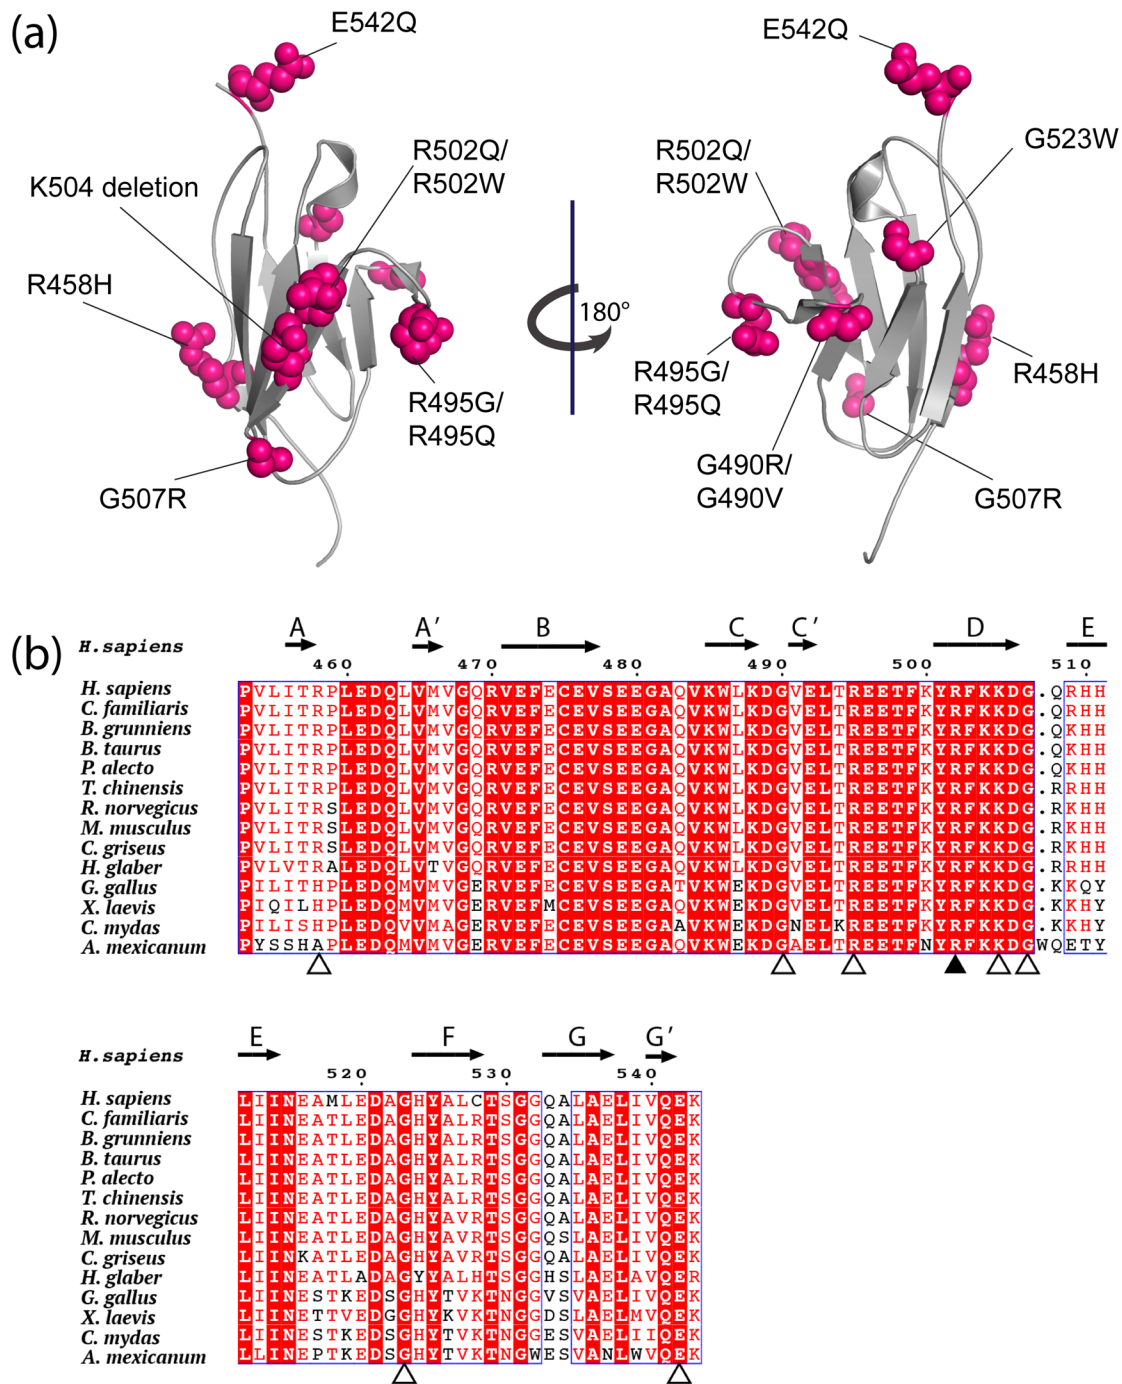 (a)
E542Q
E542Q
G523W
R502Q/
R502W
R502Q/
R502W
K504 deletion
R458H
180°
R495G/
R495Q
R458H
R495G/
R495Q
G507R
G490R/
G490V
G507R
(b)
A A′ B C C′ D E
H.sapiens
460 470 480 490 500 510
H. sapiens PVLITRPLEDQLVMVGQRVEFECEVSEEGAQVKWLKDGVELTREETFKYRFKKDG.QRHH
C. familiaris PVLITRPLEDQLVMVGQRVEFECEVSEEGAQVKWLKDGVELTREETFKYRFKKDG.QKHH
B. grunniens PVLITRPLEDQLVMVGQRVEFECEVSEEGAQVKWLKDGVELTREETFKYRFKKDG.QKHH
B. taurus PVLITRPLEDQLVMVGQRVEFECEVSEEGAQVKWLKDGVELTREETFKYRFKKDG.QKHH
P. alecto PVLITRPLEDQLVMVGQRVEFECEVSEEGAQVKWLKDGVELTREETFKYRFKKDG.QKHH
T. chinensis PVLITRPLEDQLVMVGQRVEFECEVSEEGAQVKWLKDGVELTREETFKYRFKKDG.RKHH
R. norvegicus PVLITRSLEDQLVMVGQRVEFECEVSEEGAQVKWLKDGVELTREETFKYRFKKDG.RKHH
M. musculus PVLITRSLEDQLVMVGQRVEFECEVSEEGAQVKWLKDGVELTREETFKYRFKKDG.RKHH
C. griseus PVLITRSLEDQLVMVGQRVEFECEVSEEGAQVKWLKDGVELTREETFKYRFKKDG.RKHH
H. glaber PVLVTRALEDQLVTVGQRVEFECEVSEEGAQVKWLKDGVELTREETFKYRFKKDG.RKHH
G. gallus PILITHPLEDQMVMVGERVEFECEVSEEGATVKWEKDGVELTREETFKYRFKKDG.KKQY
X. laevis PIQILHPLEDQMVMVGERVEFMCEVSEEGAQVKWEKDGVELTREETFKYRFKKDG.KKHY
C. mydas PILISHPLEDQMVMAGERVEFECEVSEEGAAVKWEKDGNELKREETFKYRFKKDG.KKHY
A. mexicanum PYSSHAPLEDQMVMVGERVEFECEVSEEGAQVKWEKDGAELTREETFNYRFKKDGWQETY
E F G G′
H.sapiens
520 530 540
H. sapiens LIINEAMLEDAGHYALCTSGGQALAELIVQEK
C. familiaris LIINEATLEDAGHYALRTSGGQALAELIVQEK
B. grunniens LIINEATLEDAGHYALRTSGGQALAELIVQEK
B. taurus LIINEATLEDAGHYALRTSGGQALAELIVQEK
P. alecto LIINEATLEDAGHYALRTSGGQALAELIVQEK
T. chinensis LIINEATLEDAGHYALRTSGGQALAELIVQEK
R. norvegicus LIINEATLEDAGHYAVRTSGGQALAELIVQEK
M. musculus LIINEATLEDAGHYAVRTSGGQSLAELIVQEK
C. griseus LIINKATLEDAGHYAVRTSGGQALAELIVQEK
H. glaber LIINEATLADAGYYALHTSGGHSLAELAVQER
G. gallus LIINESTKEDSGHYTVKTNGGVSVAELIVQEK
X. laevis LIINETTVEDGGHYKVKTNGGDSLAELMVQEK
C. mydas LIINESTKEDSGHYTVKTNGGESVAELIIQEK
A. mexicanum LLINEPTKEDSGHYTVKTNGWESVANLWVQEK